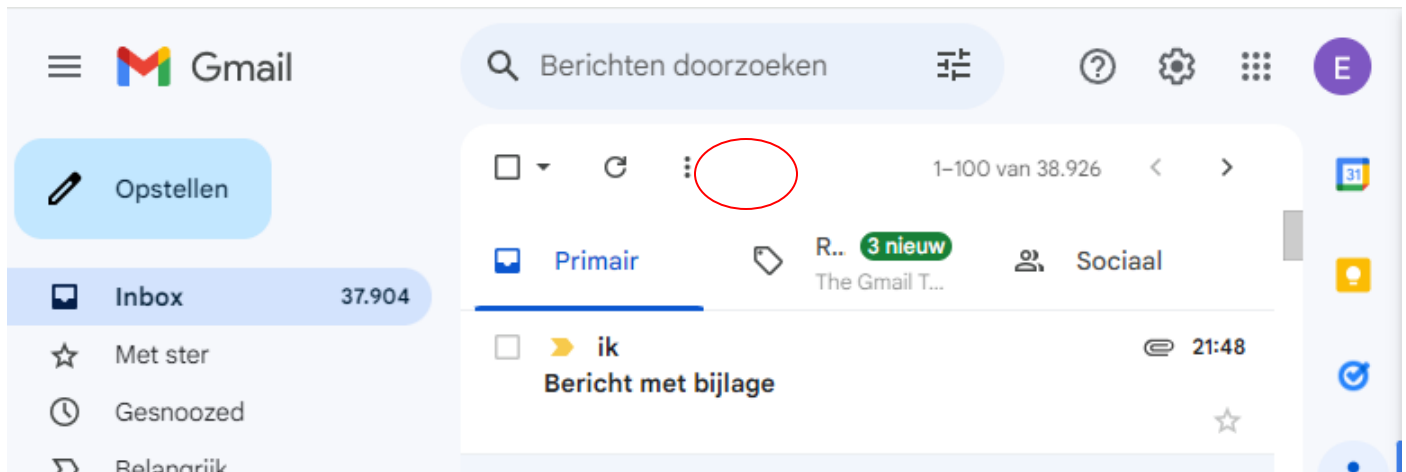 Gmail
Berichten doorzoeken
E
Opstellen
1–100 van 38.926
31
Primair
R... 3 nieuw
The Gmail T...
Sociaal
Inbox 37.904
Met ster
Gesnoozed
Belangrijk
ik 21:48
Bericht met bijlage